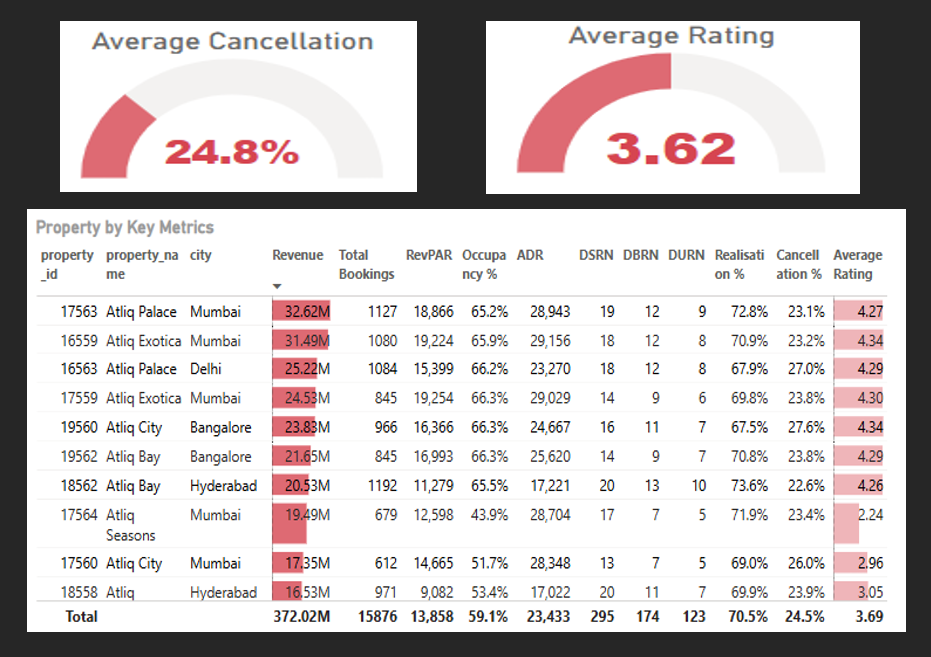 Average Cancellation
24.8%
Average Rating
3.62
Property by Key Metrics
property_id property_name city Revenue Total Bookings RevPAR Occupancy % ADR DSRN DBRN DURN Realisation % Cancellation % Average Rating
17563 Atliq Palace Mumbai 32.62M 1127 18,866 65.2% 28,943 19 12 9 72.8% 23.1% 4.27
16559 Atliq Exotica Mumbai 31.49M 1080 19,224 65.9% 29,156 18 12 8 70.9% 23.2% 4.34
16563 Atliq Palace Delhi 25.22M 1084 15,399 66.2% 23,270 18 12 8 67.9% 27.0% 4.29
17559 Atliq Exotica Mumbai 24.53M 845 19,254 66.3% 29,029 14 9 6 69.8% 23.8% 4.30
19560 Atliq City Bangalore 23.83M 966 16,366 66.3% 24,667 16 11 7 67.5% 27.6% 4.34
19562 Atliq Bay Bangalore 21.65M 845 16,993 66.3% 25,620 14 9 7 70.8% 23.8% 4.29
18562 Atliq Bay Hyderabad 20.53M 1192 11,279 65.5% 17,221 20 13 10 73.6% 22.6% 4.26
17564 Atliq Seasons Mumbai 19.49M 679 12,598 43.9% 28,704 17 7 5 71.9% 23.4% 2.24
17560 Atliq City Mumbai 17.35M 612 14,665 51.7% 28,348 13 7 5 69.0% 26.0% 2.96
18558 Atliq Hyderabad 16.53M 971 9,082 53.4% 17,022 20 11 7 69.9% 23.9% 3.05
Total 372.02M 15876 13,858 59.1% 23,433 295 174 123 70.5% 24.5% 3.69